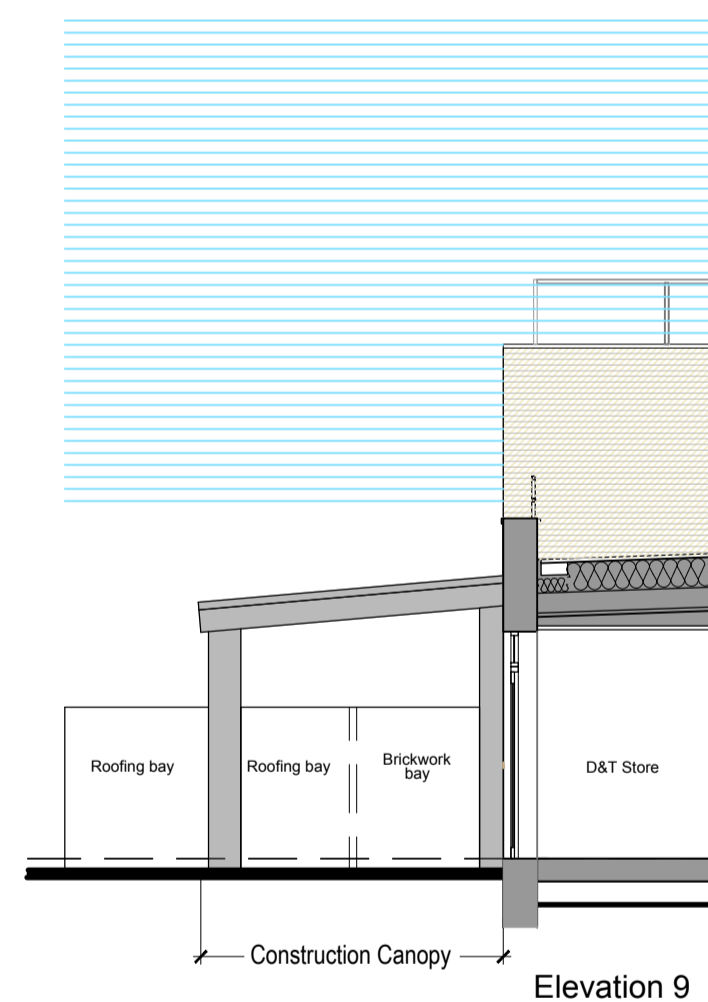 Roofing bay
Roofing bay
Brickwork
bay
D&T Store
Construction Canopy
Elevation 9